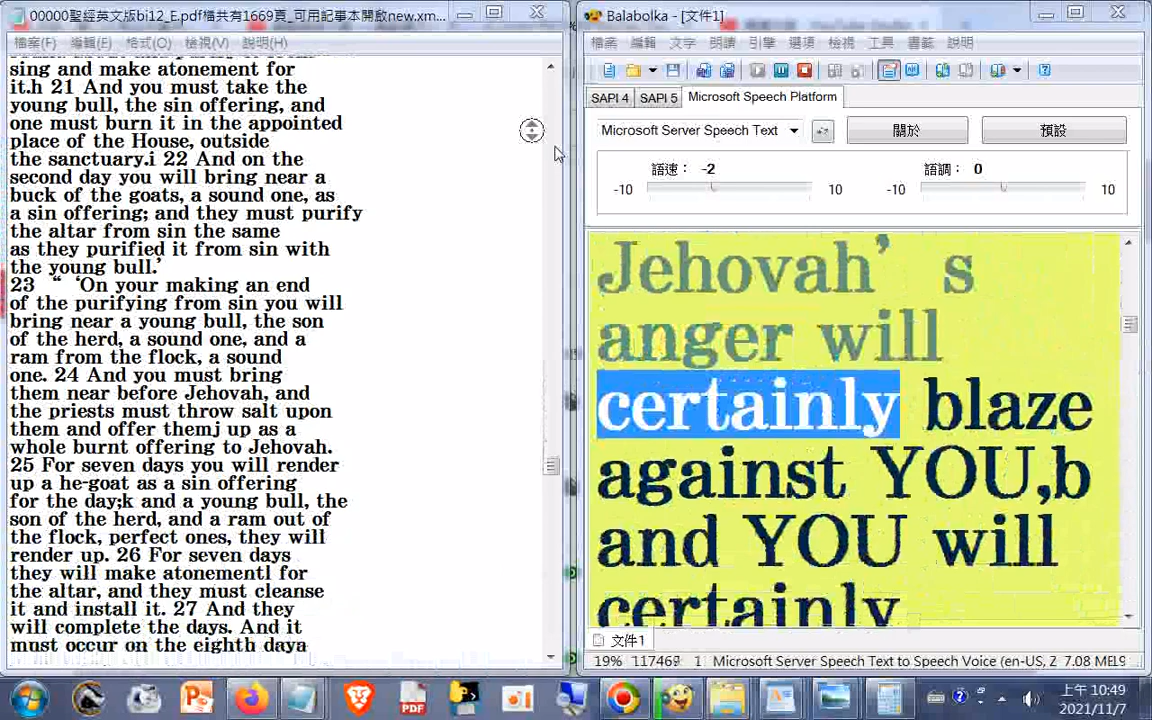 00000聖經英文版bi12_E.pdf檔共有1669頁_可用記事本開啟new.xm...
檔案(F) 編輯(E) 格式(O) 檢視(V) 說明(H)
sing and make atonement for
it.h 21 And you must take the
young bull, the sin offering, and
one must burn it in the appointed
place of the House, outside
the sanctuary.i 22 And on the
second day you will bring near a
buck of the goats, a sound one, as
a sin offering; and they must purify
the altar from sin the same
as they purified it from sin with
the young bull.’
23 “ ‘On your making an end
of the purifying from sin you will
bring near a young bull, the son
of the herd, a sound one, and a
ram from the flock, a sound
one. 24 And you must bring
them near before Jehovah, and
the priests must throw salt upon
them and offer themj up as a
whole burnt offering to Jehovah.
25 For seven days you will render
up a he-goat as a sin offering
for the day;k and a young bull, the
son of the herd, and a ram out of
the flock, perfect ones, they will
render up. 26 For seven days
they will make atonementl for
the altar, and they must cleanse
it and install it. 27 And they
will complete the days. And it
must occur on the eighth daya
Balabolka - [文件1]
檔案 編輯 文字 朗讀 引擎 選項 檢視 工具 書籤 說明
SAPI 4 SAPI 5 Microsoft Speech Platform
Microsoft Server Speech Text 關於 預設
語速： -2 語調： 0
-10 10 -10 10
Jehovah’ s
anger will
certainly blaze
against YOU,b
and YOU will
certainly
文件1
19% 1 Microsoft Server Speech Text to Speech Voice (en-US, 7.08
PDF
上午 10:49
2021/11/7